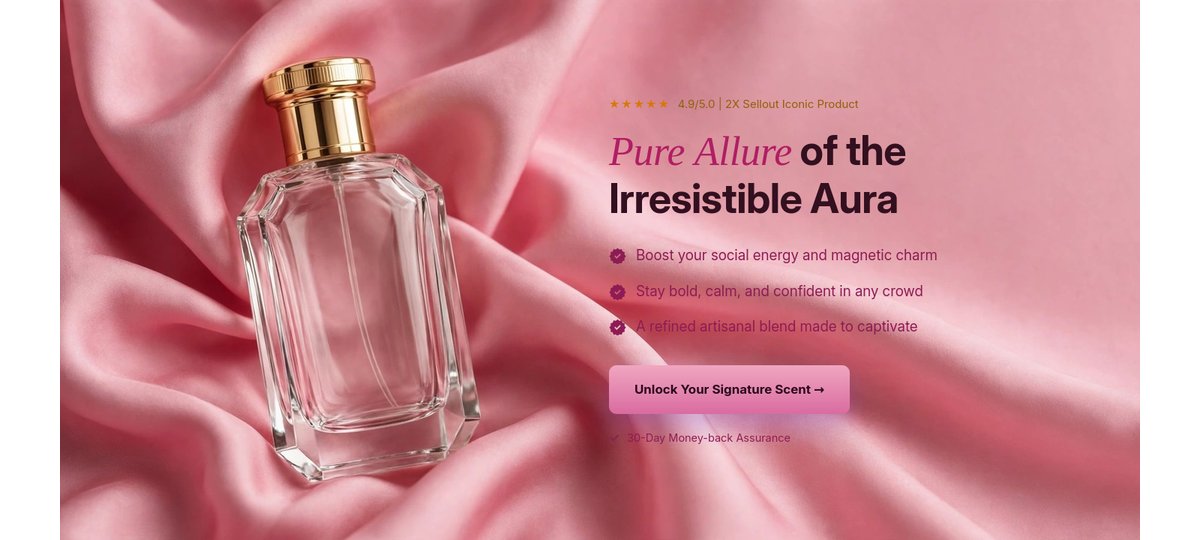 ★★★★★ 4.9/5.0 | 2X Sellout Iconic Product
Pure Allure of the
Irresistible Aura
Boost your social energy and magnetic charm
Stay bold, calm, and confident in any crowd
A refined artisanal blend made to captivate
Unlock Your Signature Scent →
✓ 30-Day Money-back Assurance